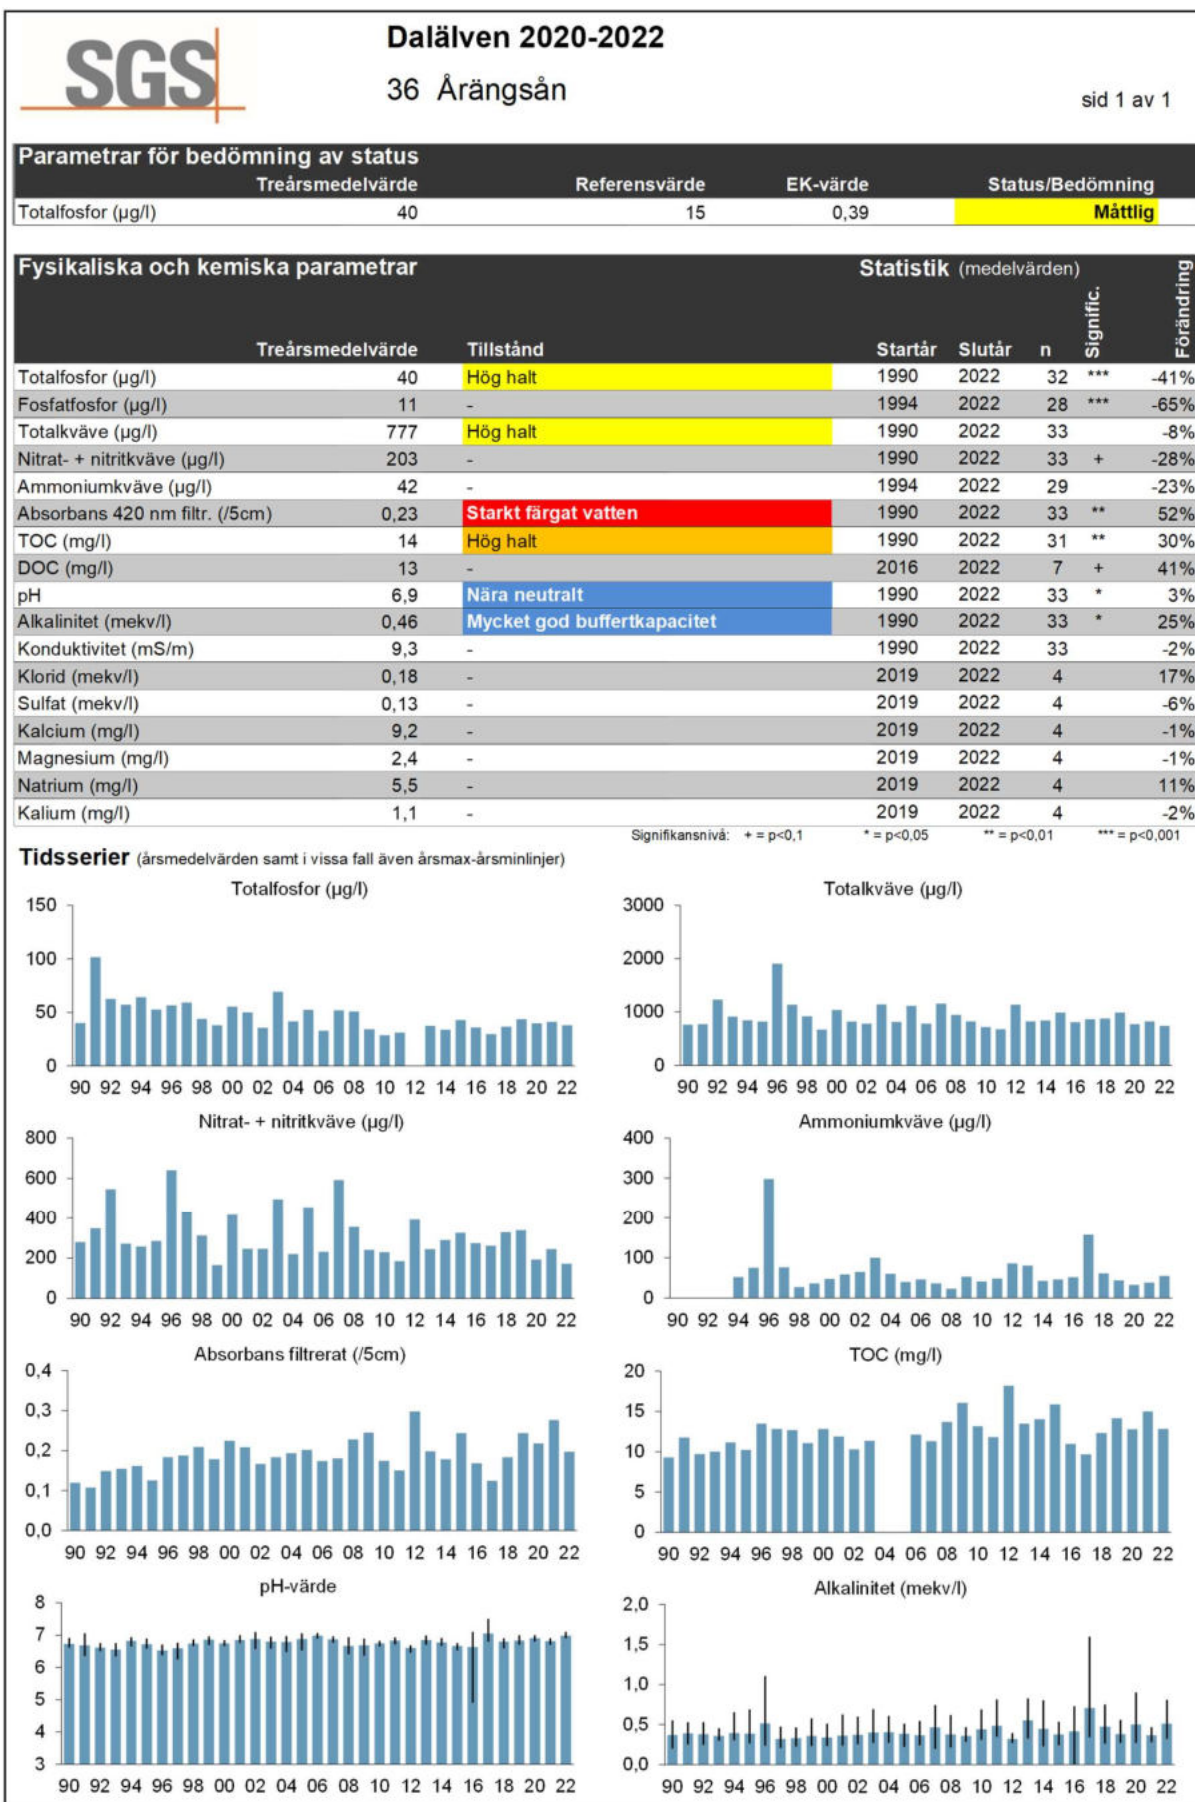 SGS
Dalälven 2020-2022
36 Årängsån
sid 1 av 1
Parametrar för bedömning av status
Treårsmedelvärde Referensvärde EK-värde Status/Bedömning
Totalfosfor (µg/l) 40 15 0,39 Måttlig
Fysikaliska och kemiska parametrar Statistik (medelvärden)
Treårsmedelvärde Tillstånd Startår Slutår n Signific. Förändring
Totalfosfor (µg/l) 40 Hög halt 1990 2022 32 *** -41%
Fosfatfosfor (µg/l) 11 - 1994 2022 28 *** -65%
Totalkväve (µg/l) 777 Hög halt 1990 2022 33 -8%
Nitrat- + nitritkväve (µg/l) 203 - 1990 2022 33 + -28%
Ammoniumkväve (µg/l) 42 - 1994 2022 29 -23%
Absorbans 420 nm filtr. (/5cm) 0,23 Starkt färgat vatten 1990 2022 33 ** 52%
TOC (mg/l) 14 Hög halt 1990 2022 31 ** 30%
DOC (mg/l) 13 - 2016 2022 7 + 41%
pH 6,9 Nära neutralt 1990 2022 33 * 3%
Alkalinitet (mekv/l) 0,46 Mycket god buffertkapacitet 1990 2022 33 * 25%
Konduktivitet (mS/m) 9,3 - 1990 2022 33 -2%
Klorid (mekv/l) 0,18 - 2019 2022 4 17%
Sulfat (mekv/l) 0,13 - 2019 2022 4 -6%
Kalcium (mg/l) 9,2 - 2019 2022 4 -1%
Magnesium (mg/l) 2,4 - 2019 2022 4 -1%
Natrium (mg/l) 5,5 - 2019 2022 4 11%
Kalium (mg/l) 1,1 - 2019 2022 4 -2%
Signifikansnivå: + = p<0,1 * = p<0,05 ** = p<0,01 *** = p<0,001
Tidsserier (årsmedelvärden samt i vissa fall även årsmax-årsminlinjer)
Totalfosfor (µg/l)
150
100
50
0
90 92 94 96 98 00 02 04 06 08 10 12 14 16 18 20 22
Totalkväve (µg/l)
3000
2000
1000
0
90 92 94 96 98 00 02 04 06 08 10 12 14 16 18 20 22
Nitrat- + nitritkväve (µg/l)
800
600
400
200
0
90 92 94 96 98 00 02 04 06 08 10 12 14 16 18 20 22
Ammoniumkväve (µg/l)
400
300
200
100
0
90 92 94 96 98 00 02 04 06 08 10 12 14 16 18 20 22
Absorbans filtrerat (/5cm)
0,4
0,3
0,2
0,1
0,0
90 92 94 96 98 00 02 04 06 08 10 12 14 16 18 20 22
TOC (mg/l)
20
15
10
5
0
90 92 94 96 98 00 02 04 06 08 10 12 14 16 18 20 22
pH-värde
8
7
6
5
4
3
90 92 94 96 98 00 02 04 06 08 10 12 14 16 18 20 22
Alkalinitet (mekv/l)
2,0
1,5
1,0
0,5
0,0
90 92 94 96 98 00 02 04 06 08 10 12 14 16 18 20 22